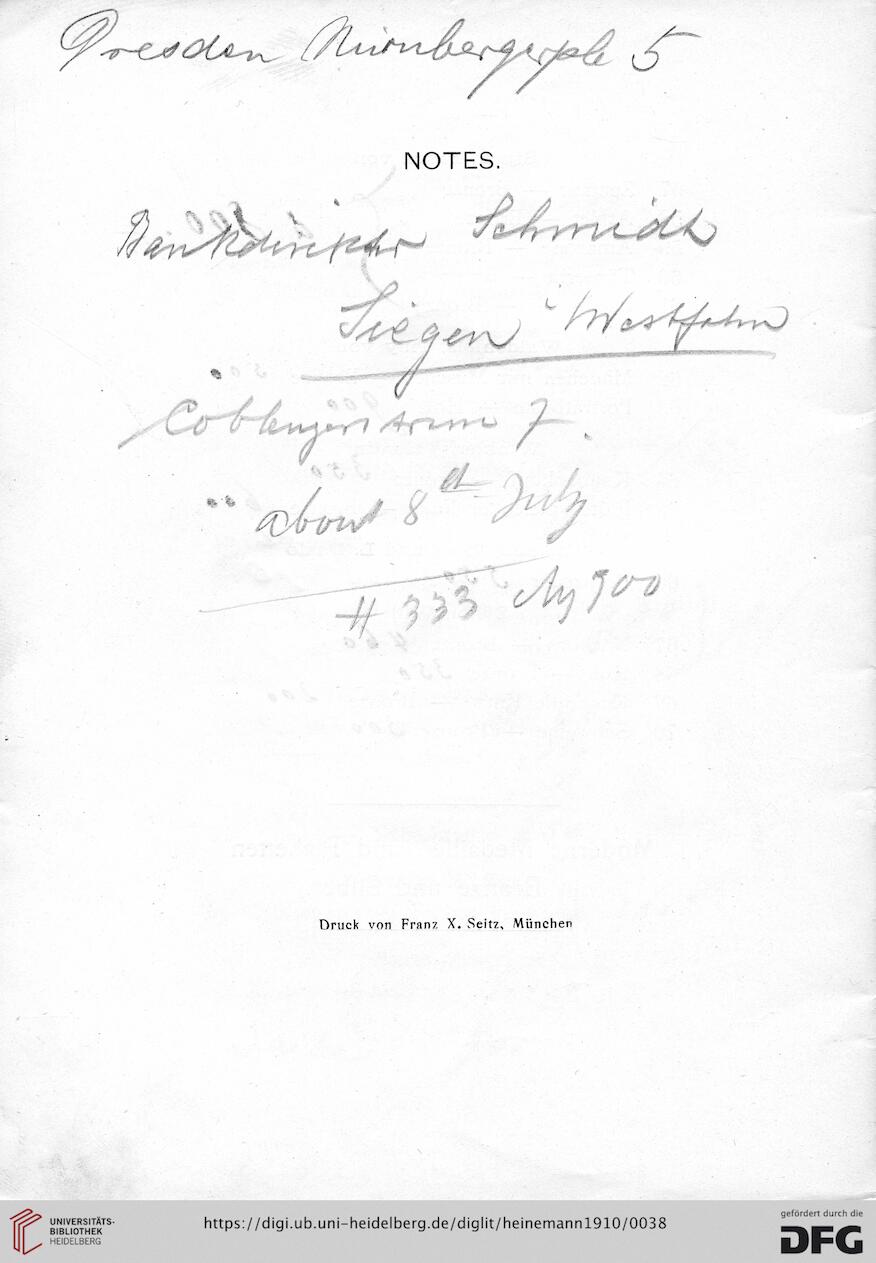 Dresden Nürnbergerpl. 5
NOTES.
Bankdirektor Schmidt
Siegen i Westfalen
Coblenzerstrasse 7.
about 8th July
# 333 900
Druck von Franz X. Seitz, München
UNIVERSITÄTS-
BIBLIOTHEK
HEIDELBERG
https://digi.ub.uni-heidelberg.de/diglit/heinemann1910/0038
gefördert durch die
DFG